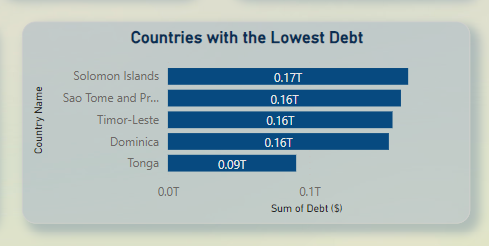 Countries with the Lowest Debt
Country Name
Solomon Islands 0.17T
Sao Tome and Pr... 0.16T
Timor-Leste 0.16T
Dominica 0.16T
Tonga 0.09T
0.0T 0.1T
Sum of Debt ($)